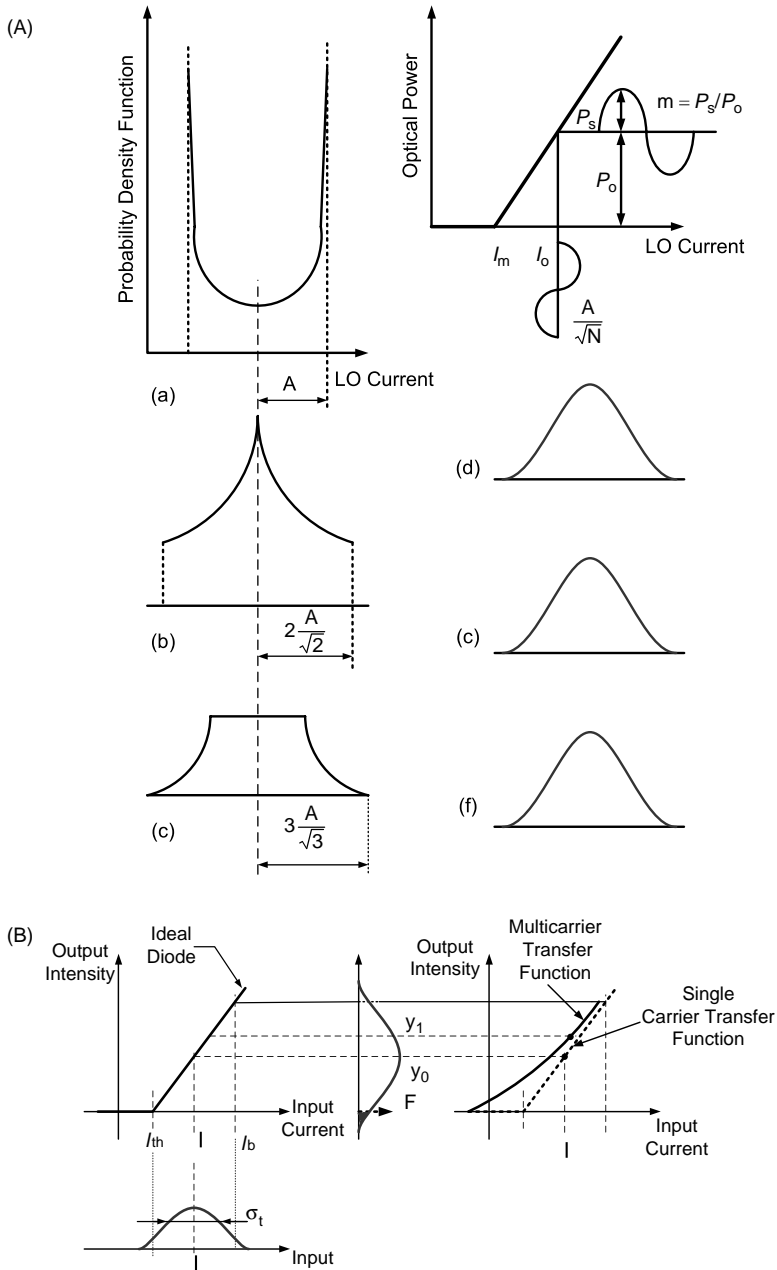 (A)
Probability Density Function
LO Current
(a)
A
Optical Power
Pₛ
m = Pₛ/Pₒ
Pₒ
Iₘ
Iₒ
LO Current
A/√N
(b)
2 A/√2
(c)
3 A/√3
(d)
(c)
(f)
(B)
Output
Intensity
Ideal
Diode
Input
Current
Ith
I
Ib
σₜ
I
Input
y₁
y₀
F
Output
Intensity
Multicarrier
Transfer
Function
Single
Carrier Transfer
Function
Input
Current
I